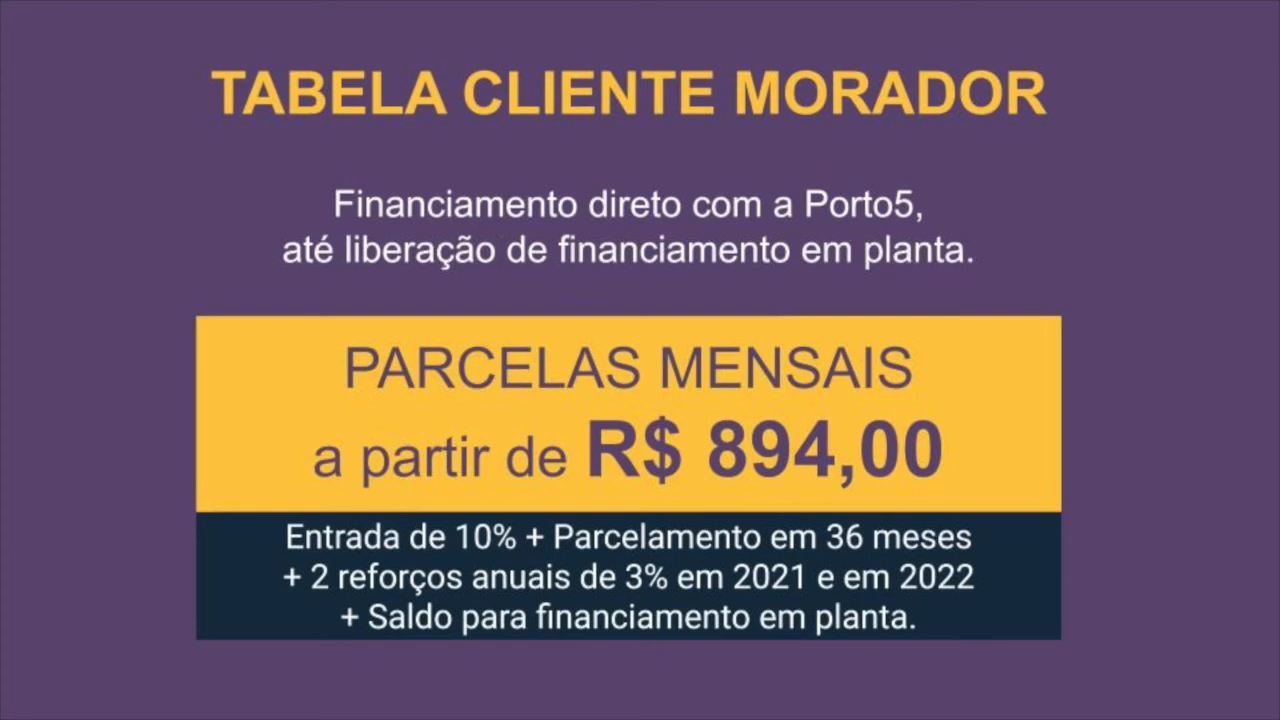 TABELA CLIENTE MORADOR
Financiamento direto com a Porto5,
até liberação de financiamento em planta.
PARCELAS MENSAIS
a partir de R$ 894,00
Entrada de 10% + Parcelamento em 36 meses
+ 2 reforços anuais de 3% em 2021 e em 2022
+ Saldo para financiamento em planta.